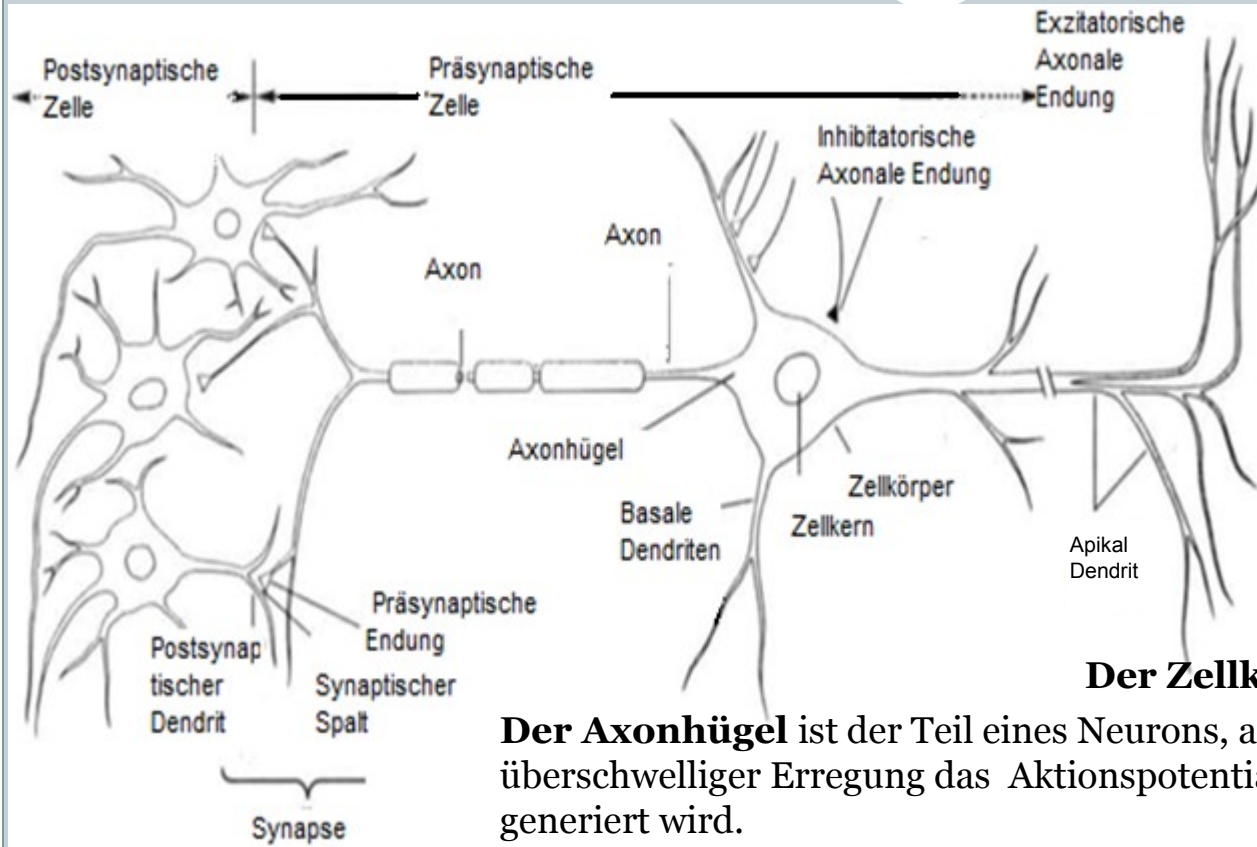 Exzitatorische
Axonale
Endung
Postsynaptische
Zelle
Präsynaptische
Zelle
Inhibitatorische
Axonale Endung
Axon
Axon
Axonhügel
Basale
Dendriten
Zellkern
Zellkörper
Apikal
Dendrit
Präsynaptische
Endung
Postsynap
tischer
Dendrit
Synaptischer
Spalt
Synapse
Der
Der Axonhügel ist der Teil eines Neurons,
überschwelliger Erregung das
generiert wird.